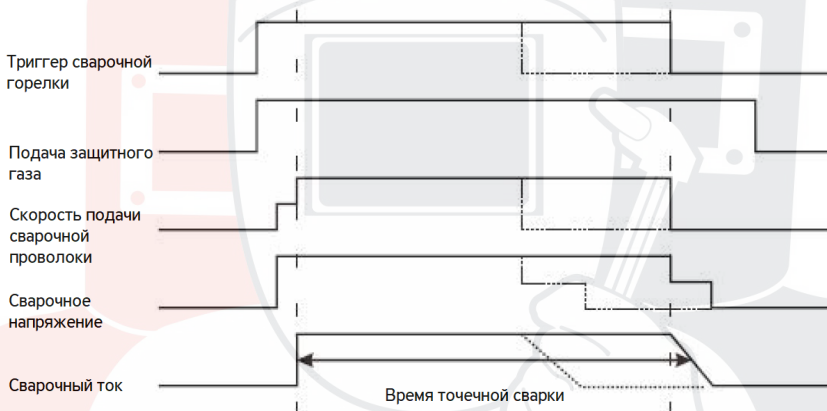 Триггер сварочной
горелки
Подача защитного
газа
Скорость подачи
сварочной
проволоки
Сварочное
напряжение
Сварочный ток
Время точечной сварки